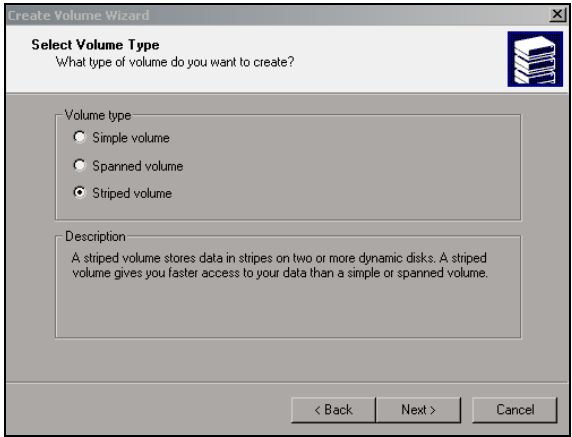 Create Volume Wizard
Select Volume Type
What type of volume do you want to create?
Volume type
Simple volume
Spanned volume
Striped volume
Description
A striped volume stores data in stripes on two or more dynamic disks. A striped
volume gives you faster access to your data than a simple or spanned volume.
< Back Next > Cancel